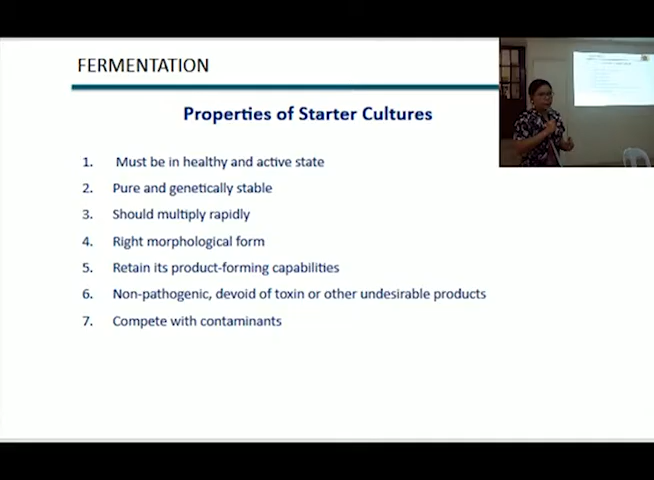 FERMENTATION
Properties of Starter Cultures
1. Must be in healthy and active state
2. Pure and genetically stable
3. Should multiply rapidly
4. Right morphological form
5. Retain its product-forming capabilities
6. Non-pathogenic, devoid of toxin or other undesirable products
7. Compete with contaminants